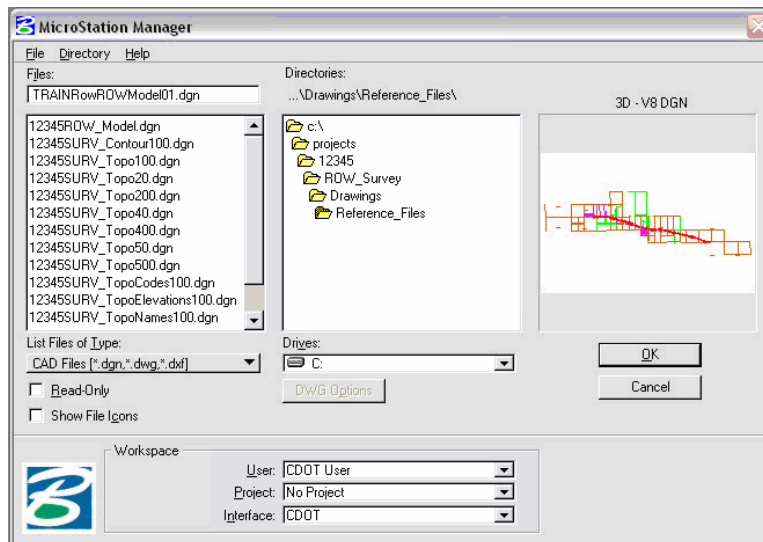 MicroStation Manager
File Directory Help
Files:
TRAINRowROWModel01.dgn
12345ROW_Model.dgn
12345SURV_Contour100.dgn
12345SURV_Topo100.dgn
12345SURV_Topo20.dgn
12345SURV_Topo200.dgn
12345SURV_Topo40.dgn
12345SURV_Topo400.dgn
12345SURV_Topo50.dgn
12345SURV_Topo500.dgn
12345SURV_TopoCodes100.dgn
12345SURV_TopoElevations100.dgn
12345SURV_TopoNames100.dgn
List Files of Type:
CAD Files [*.dgn,*.dwg,*.dxf]
Read-Only
Show File Icons
Directories:
...\Drawings\Reference_Files\
c:\
projects
12345
ROW_Survey
Drawings
Reference_Files
Drives:
C:
DWG Options
3D - V8 DGN
OK
Cancel
Workspace
User: CDOT User
Project: No Project
Interface: CDOT